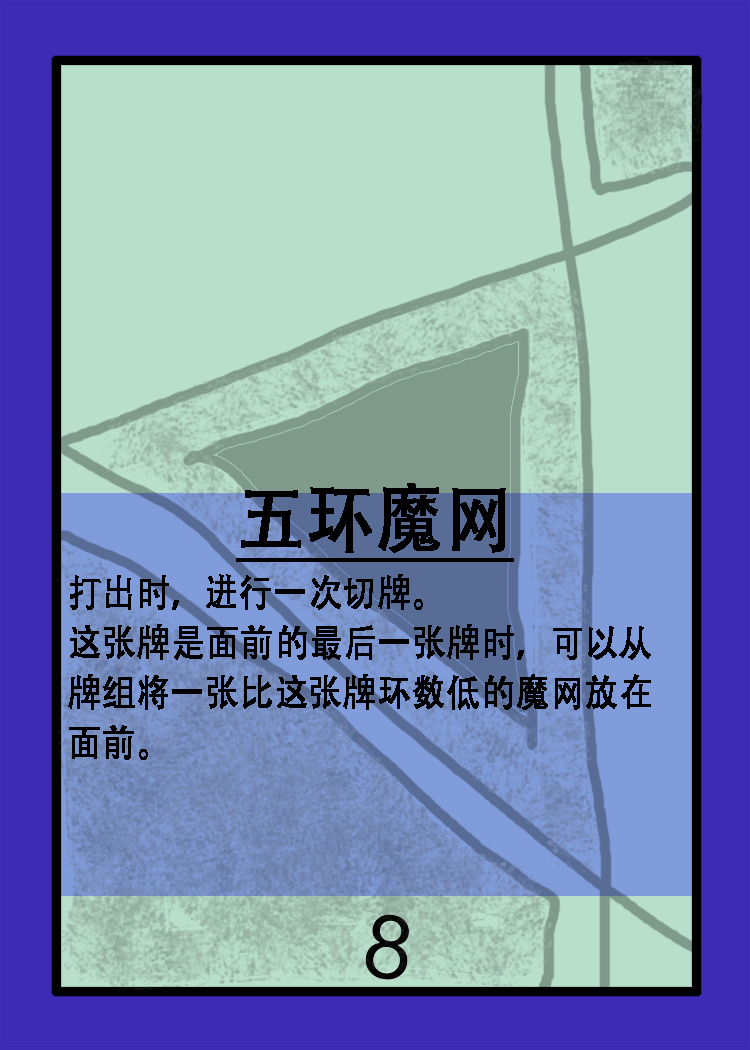 五环魔网
打出时，进行一次切牌。
这张牌是面前的最后一张牌时，可以从
牌组将一张比这张牌环数低的魔网放在
面前。
8